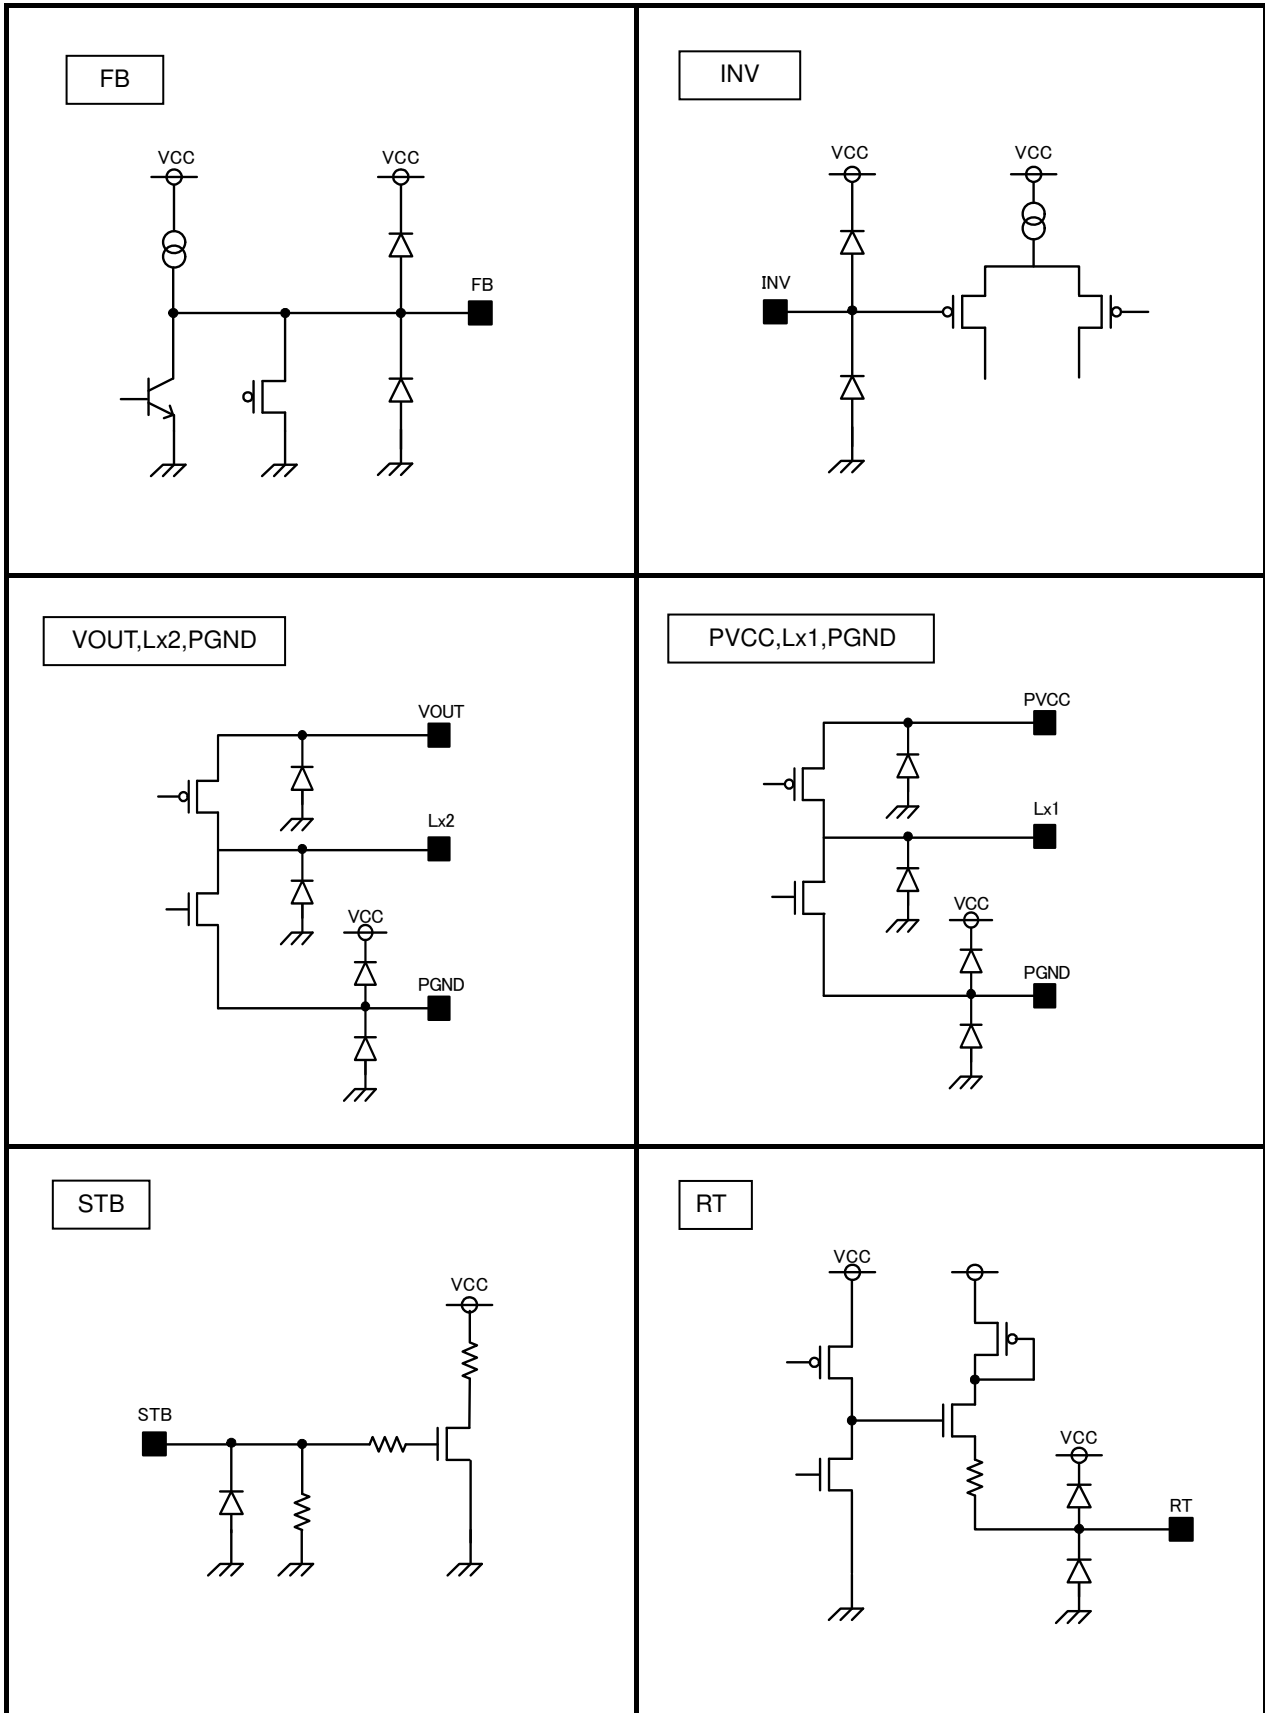 FB
VCC
VCC
FB
INV
VCC
VCC
INV
VOUT,Lx2,PGND
VOUT
Lx2
VCC
PGND
PVCC,Lx1,PGND
PVCC
Lx1
VCC
PGND
STB
VCC
STB
RT
VCC
VCC
RT